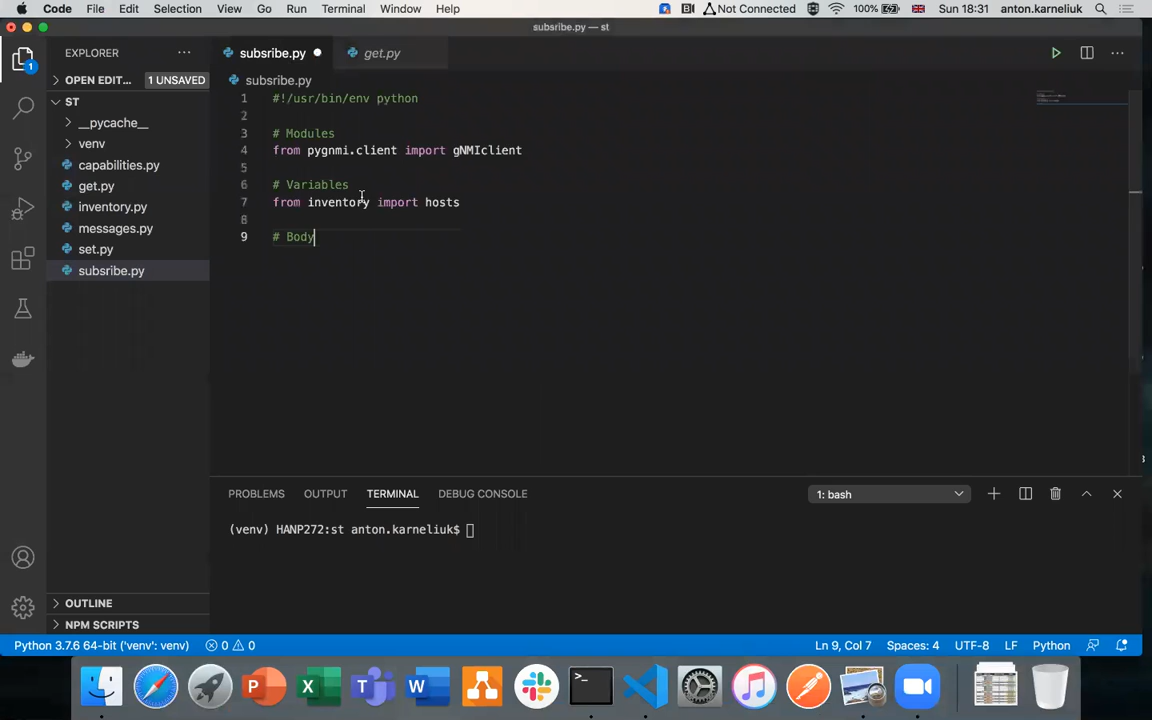 Code File Edit Selection View Go Run Terminal Window Help Not Connected 100% Sun 18:31 anton.karneliuk
subsribe.py — st
EXPLORER
subsribe.py
get.py
1
OPEN EDIT... 1 UNSAVED
subsribe.py
ST
__pycache__
venv
capabilities.py
get.py
inventory.py
messages.py
set.py
subsribe.py
OUTLINE
NPM SCRIPTS
1 #!/usr/bin/env python
2
3 # Modules
4 from pygnmi.client import gNMIclient
5
6 # Variables
7 from inventory import hosts
8
9 # Body
PROBLEMS OUTPUT TERMINAL DEBUG CONSOLE 1: bash
(venv) HANP272:st anton.karneliuk$
Python 3.7.6 64-bit ('venv': venv) 0 0 Ln 9, Col 7 Spaces: 4 UTF-8 LF Python
P X T W >_